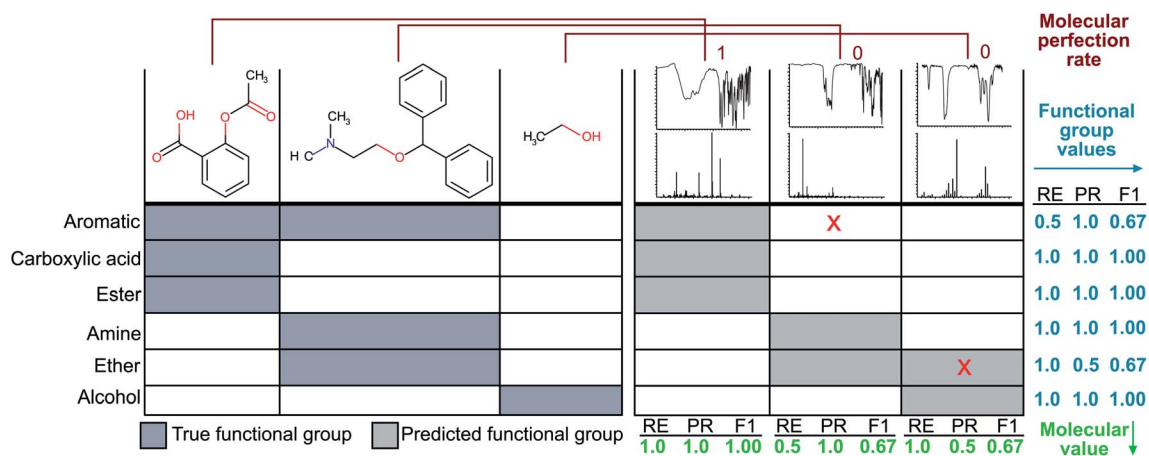 Molecular
perfection
rate
1
0
0
CH₃
OH
O
O
O
CH₃
N
H C
O
H₃C
OH
Functional
group
values
RE PR F1
Aromatic
X
0.5 1.0 0.67
Carboxylic acid
1.0 1.0 1.00
Ester
1.0 1.0 1.00
Amine
1.0 1.0 1.00
Ether
X
1.0 0.5 0.67
Alcohol
1.0 1.0 1.00
True functional group
Predicted functional group
RE PR F1 RE PR F1 RE PR F1
1.0 1.0 1.00 0.5 1.0 0.67 1.0 0.5 0.67
Molecular
value